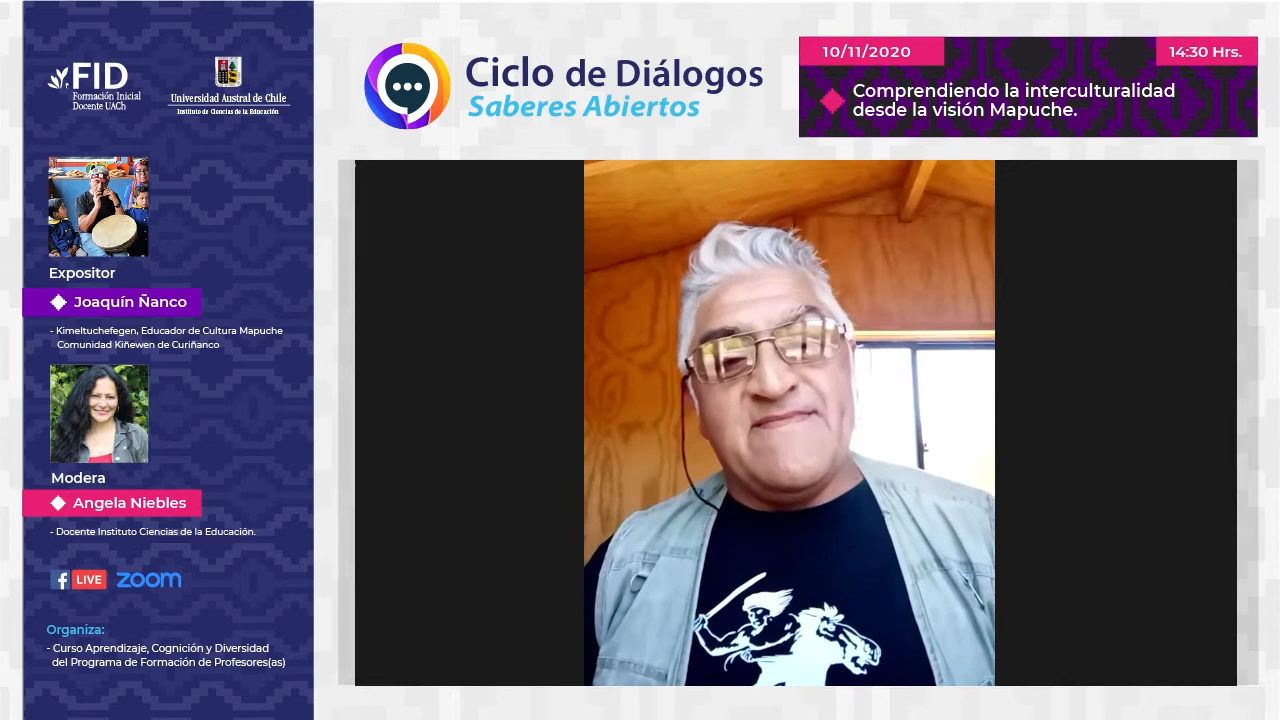 FID
Formación Inicial
Docente UACh
Universidad Austral de Chile
Instituto de Ciencias de la Educación
Expositor
Joaquín Ñanco
- Kimeltuchefegen, Educador de Cultura Mapuche
Comunidad Kiñewen de Curiñanco
Modera
Angela Niebles
- Docente Instituto Ciencias de la Educación.
f LIVE zoom
Organiza:
- Curso Aprendizaje, Cognición y Diversidad
del Programa de Formación de Profesores(as)
Ciclo de Diálogos
Saberes Abiertos
10/11/2020
14:30 Hrs.
Comprendiendo la interculturalidad
desde la visión Mapuche.